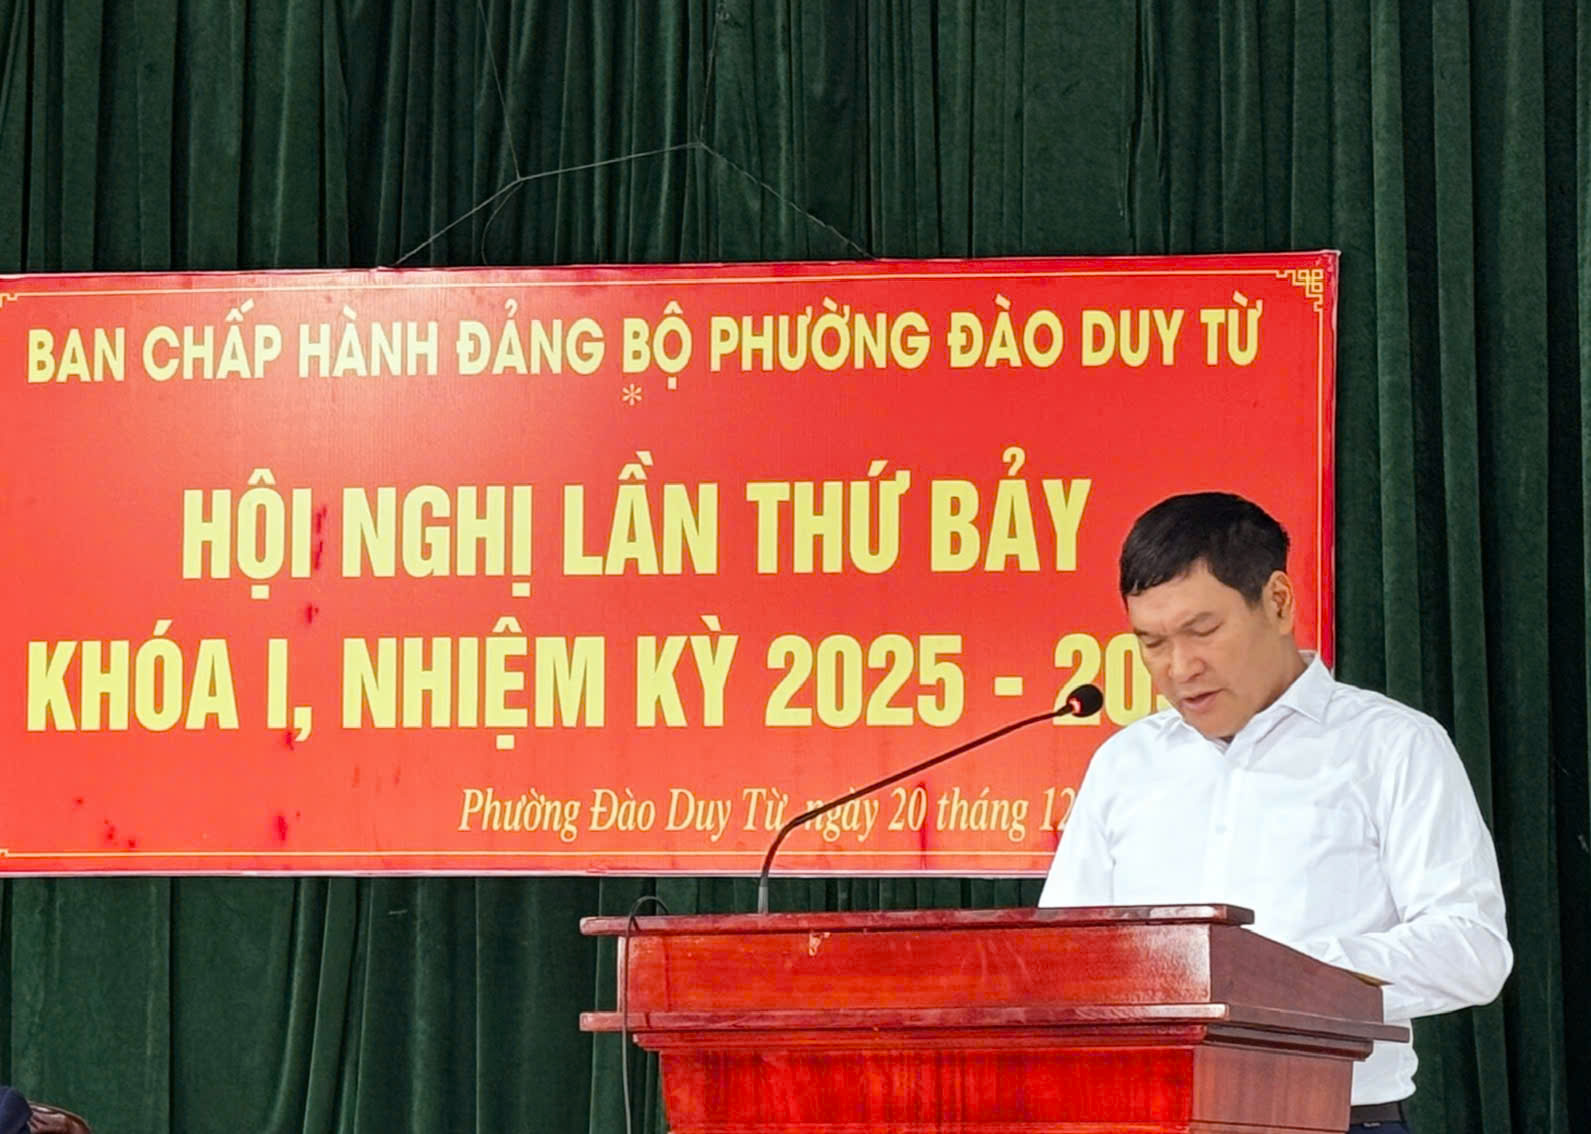 BAN CHẤP HÀNH ĐẢNG BỘ PHƯỜNG ĐÀO DUY TỪ
*
HỘI NGHỊ LẦN THỨ BẢY
KHÓA I, NHIỆM KỲ 2025 - 20
Phường Đào Duy Từ, ngày 20 tháng 12